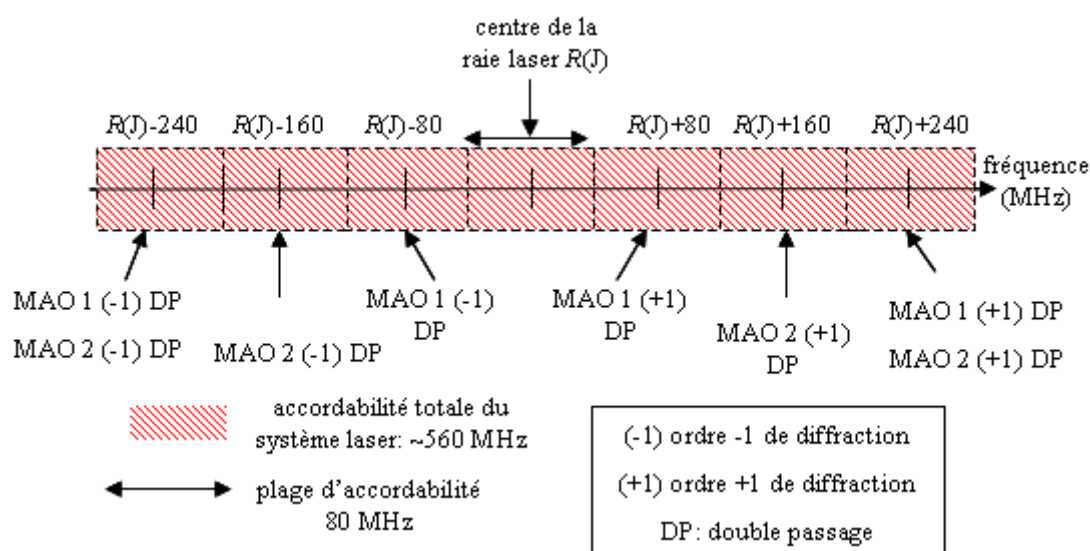 centre de la
raie laser R(J)
R(J)-240 R(J)-160 R(J)-80 R(J)+80 R(J)+160 R(J)+240
fréquence
(MHz)
MAO 1 (-1) DP
MAO 2 (-1) DP
MAO 2 (-1) DP
MAO 1 (-1)
DP
MAO 1 (+1)
DP
MAO 2 (+1)
DP
MAO 1 (+1) DP
MAO 2 (+1) DP
accordabilité totale du
système laser: ~560 MHz
plage d'accordabilité
80 MHz
(-1) ordre -1 de diffraction
(+1) ordre +1 de diffraction
DP: double passage